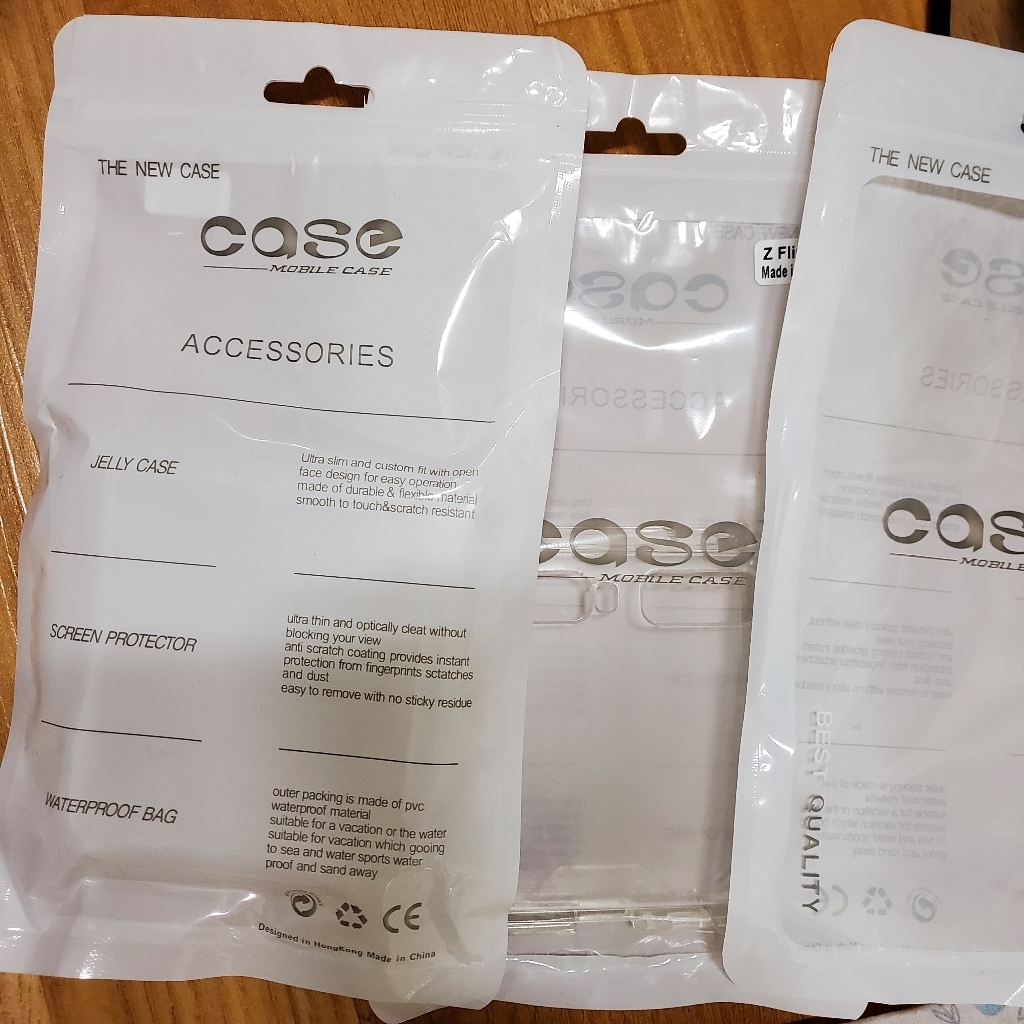 THE NEW CASE
case
MOBILE CASE
ACCESSORIES
JELLY CASE
Ultra slim and custom fit with open
face design for easy operation
made of durable & flexible material
smooth to touch&scratch resistant
SCREEN PROTECTOR
ultra thin and optically cleat without
blocking your view
anti scratch coating provides instant
protection from fingerprints sctatches
and dust
easy to remove with no sticky residue
WATERPROOF BAG
outer packing is made of pvc
waterproof material
suitable for a vacation or the water
suitable for vacation which gooing
to sea and water sports water
proof and sand away
CE
Designed in HongKong Made in China
Z Fli
Made i
case
MOBILE CASE
THE NEW CASE
cas
MOBILE
BEST QUALITY